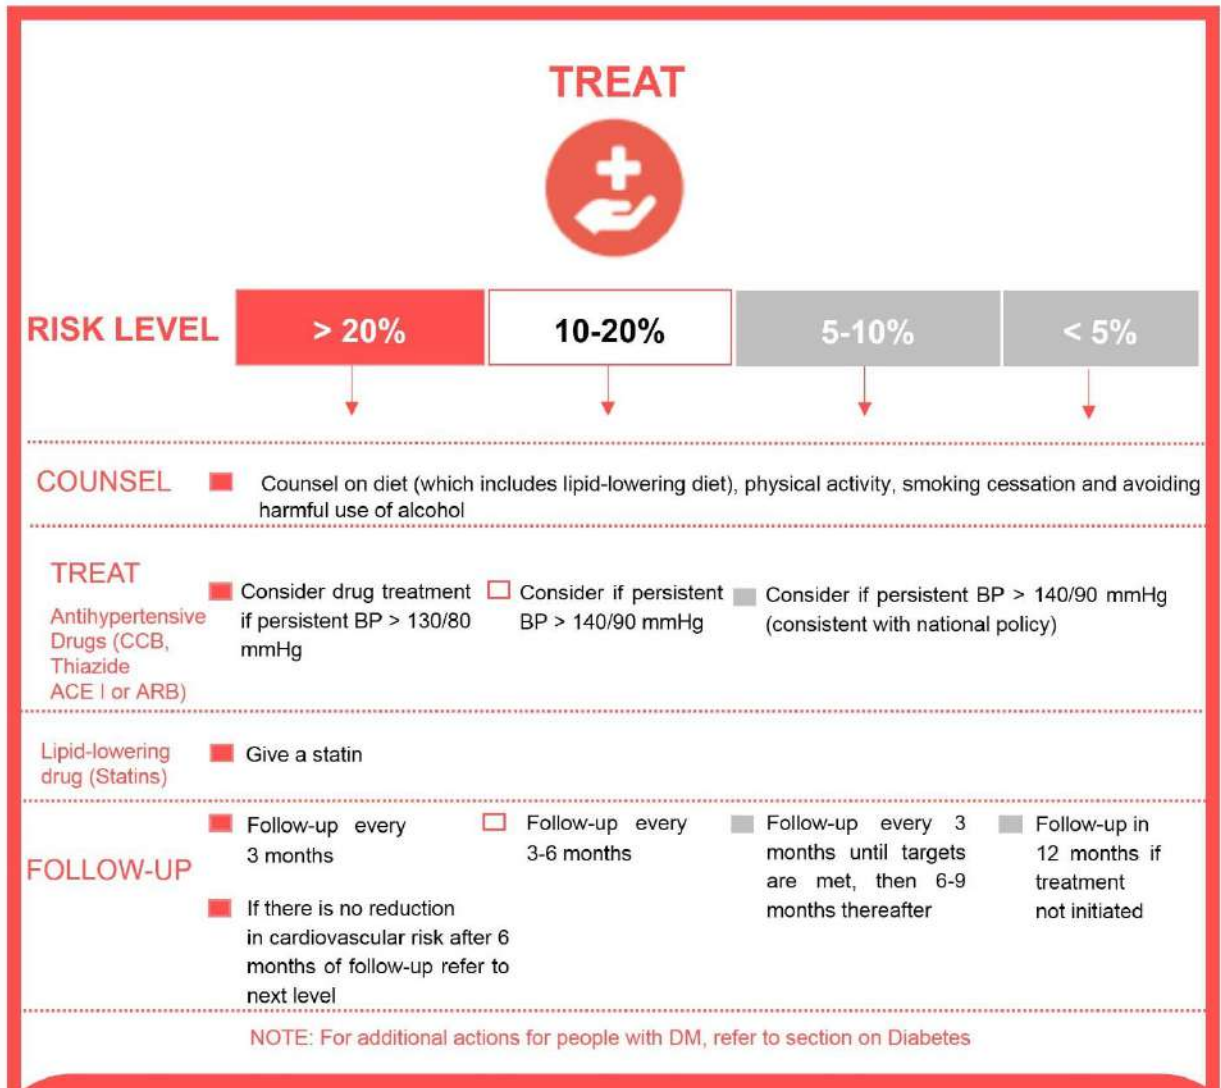 TREAT
RISK LEVEL
> 20%
10-20%
5-10%
< 5%
COUNSEL
Counsel on diet (which includes lipid-lowering diet), physical activity, smoking cessation and avoiding
harmful use of alcohol
TREAT
Antihypertensive
Drugs (CCB,
Thiazide
ACE I or ARB)
Consider drug treatment
if persistent BP > 130/80
mmHg
Consider if persistent
BP > 140/90 mmHg
Consider if persistent BP > 140/90 mmHg
(consistent with national policy)
Lipid-lowering
drug (Statins)
Give a statin
FOLLOW-UP
Follow-up every
3 months
If there is no reduction
in cardiovascular risk after 6
months of follow-up refer to
next level
Follow-up every
3-6 months
Follow-up every 3
months until targets
are met, then 6-9
months thereafter
Follow-up in
12 months if
treatment
not initiated
NOTE: For additional actions for people with DM, refer to section on Diabetes